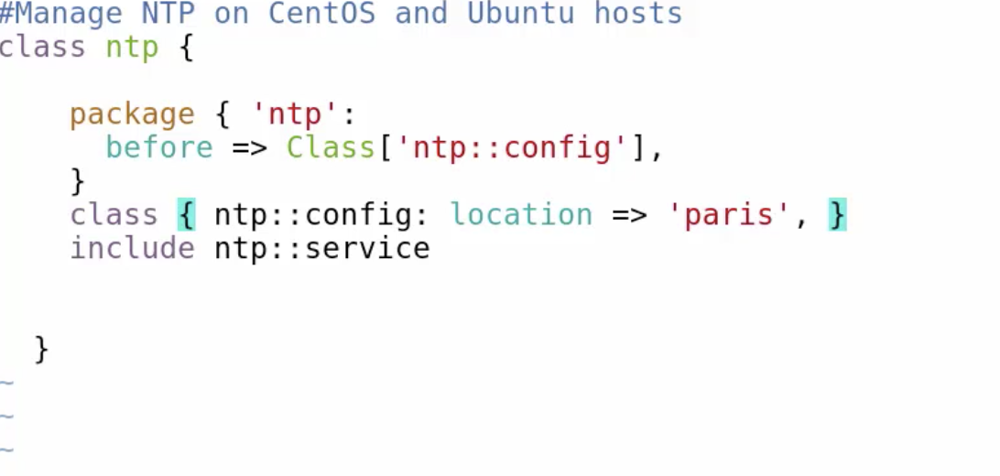 #Manage NTP on CentOS and Ubuntu hosts
class ntp {
package { 'ntp':
before => Class['ntp::config'],
}
class { ntp::config: location => 'paris', }
include ntp::service
}
~
~
~